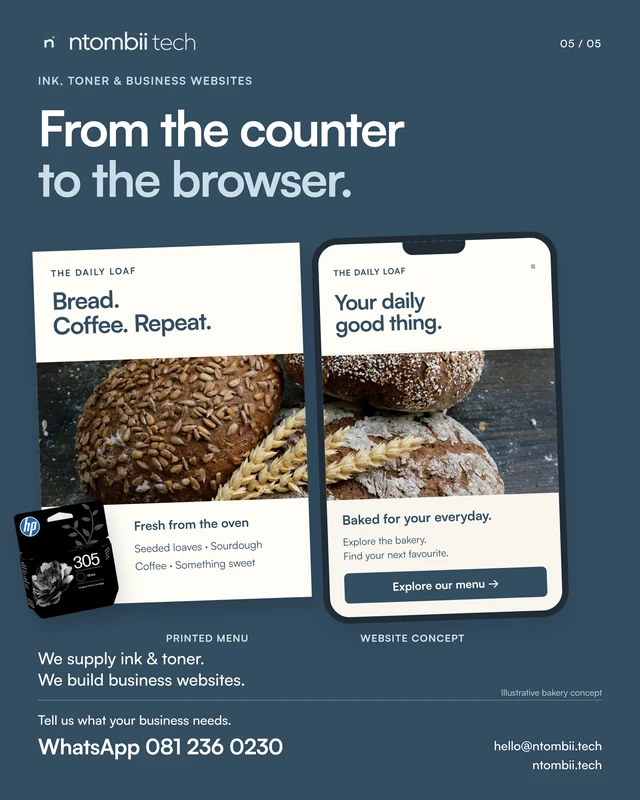 n ntombii tech
05 / 05
INK, TONER & BUSINESS WEBSITES
From the counter
to the browser.
THE DAILY LOAF
Bread.
Coffee. Repeat.
Fresh from the oven
Seeded loaves · Sourdough
Coffee · Something sweet
hp
305
Black
THE DAILY LOAF
Your daily
good thing.
Baked for your everyday.
Explore the bakery.
Find your next favourite.
Explore our menu →
PRINTED MENU
WEBSITE CONCEPT
We supply ink & toner.
We build business websites.
Illustrative bakery concept
Tell us what your business needs.
WhatsApp 081 236 0230
hello@ntombii.tech
ntombii.tech